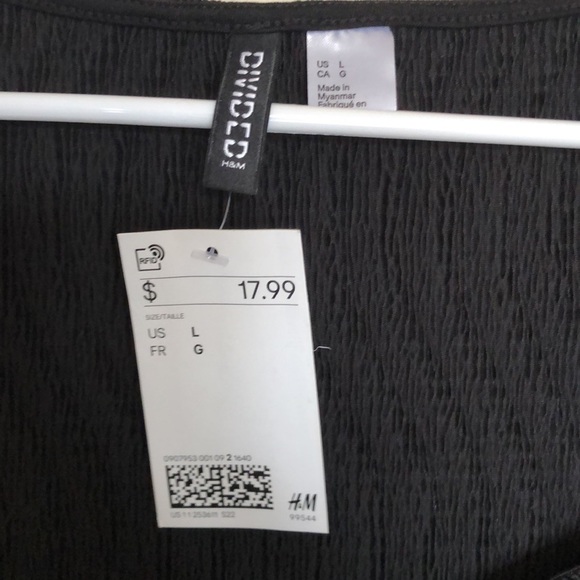 DIVIDED
H&M
US L
CA G
Made in
Myanmar
Fabriqué en
RFID
$ 17.99
SIZE/TAILLE
US L
FR G
0907953 001 09 2 1640
H&M
99544